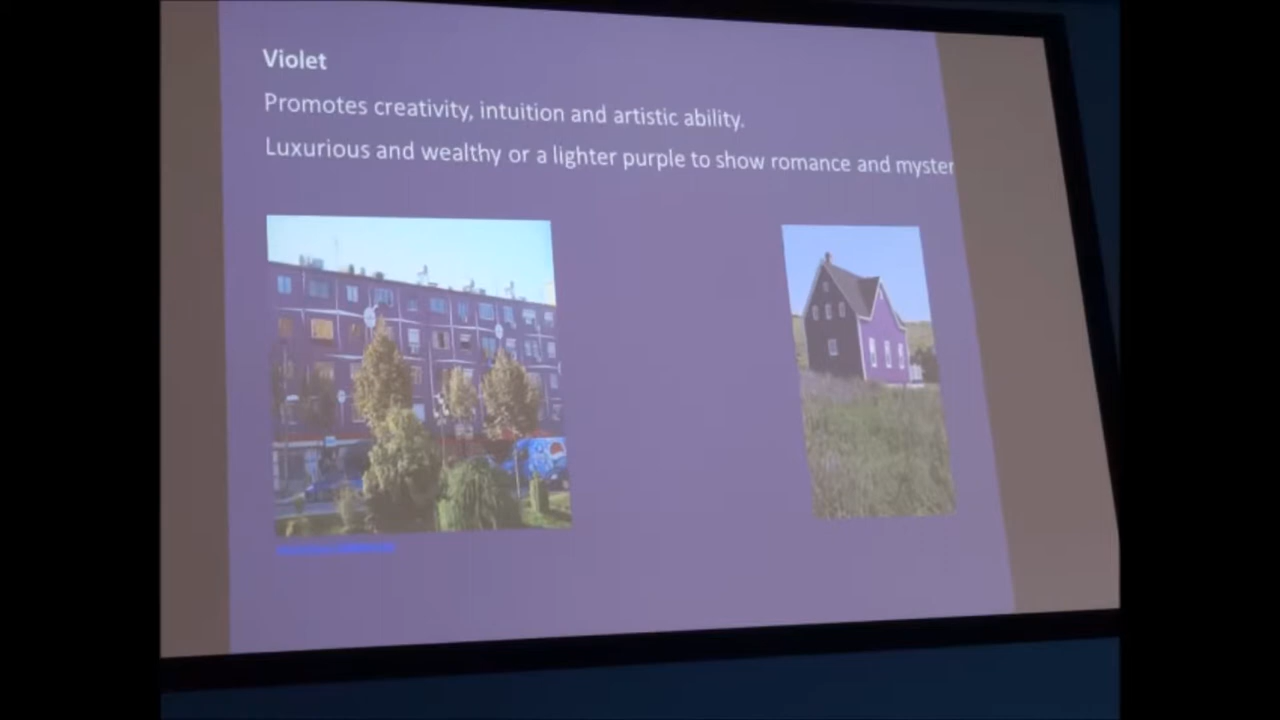 Violet
Promotes creativity, intuition and artistic ability.
Luxurious and wealthy or a lighter purple to show romance and myster